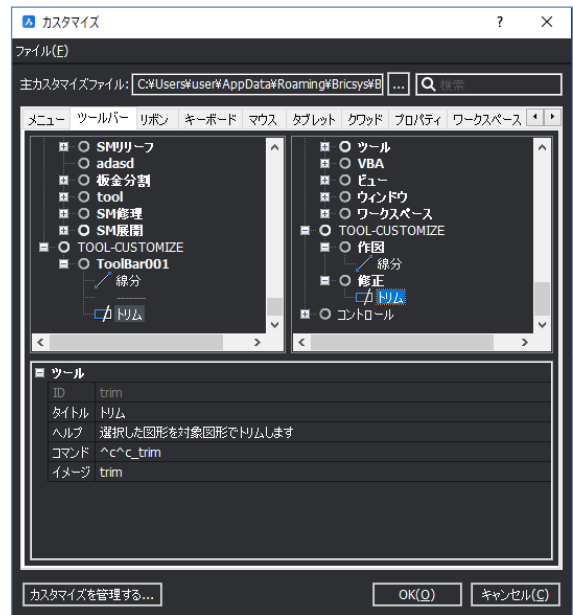 カスタマイズ
ファイル(F)
主カスタマイズファイル: C:¥Users¥user¥AppData¥Roaming¥Bricsys¥B ... 検索
メニュー ツールバー リボン キーボード マウス タブレット クワッド プロパティ ワークスペース
SMリリーフ
adasd
板金分割
tool
SM修理
SM展開
TOOL-CUSTOMIZE
ToolBar001
線分
--------
トリム
ツール
VBA
ビュー
ウィンドウ
ワークスペース
TOOL-CUSTOMIZE
作図
線分
修正
トリム
コントロール
ツール
ID trim
タイトル トリム
ヘルプ 選択した図形を対象図形でトリムします
コマンド ^c^c_trim
イメージ trim
カスタマイズを管理する... OK(O) キャンセル(C)